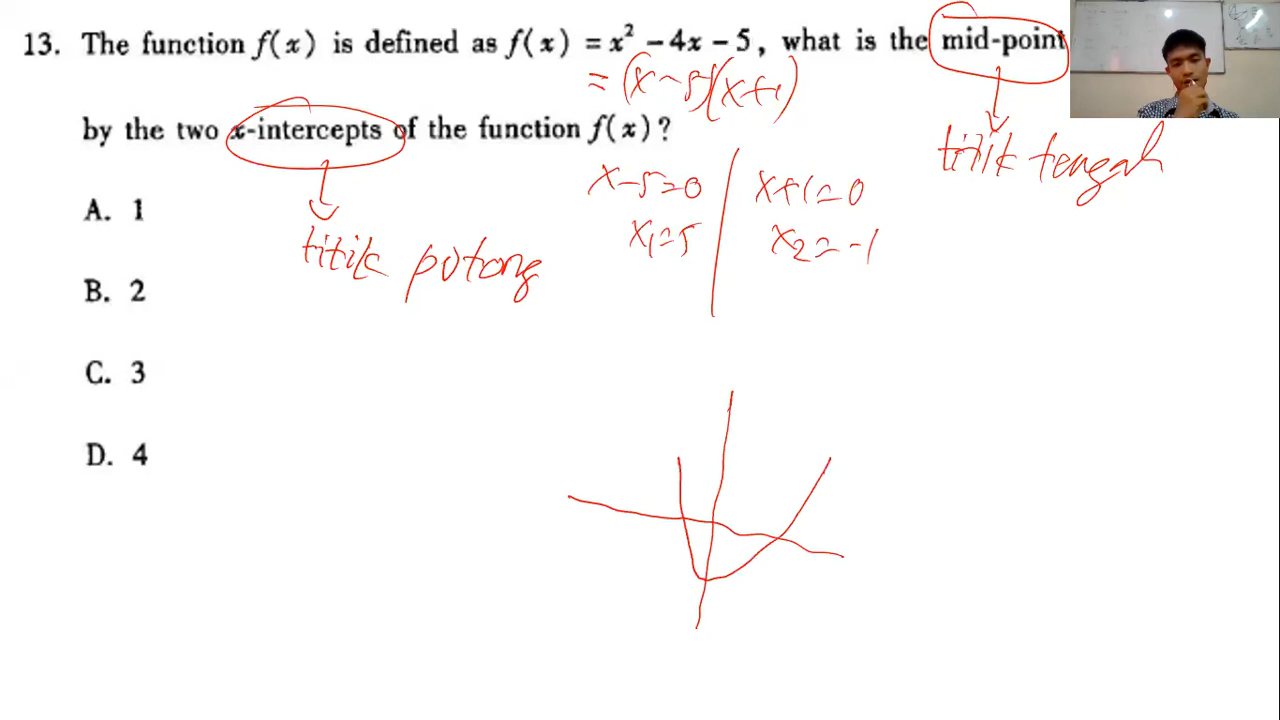 13. The function f(x) is defined as f(x) = x² - 4x - 5, what is the mid-point
= (x-5)(x+1)
by the two x-intercepts of the function f(x)?
titik tengah
x-5=0 x+1=0
A. 1
x₁=5 x₂=-1
titik potong
B. 2
C. 3
D. 4